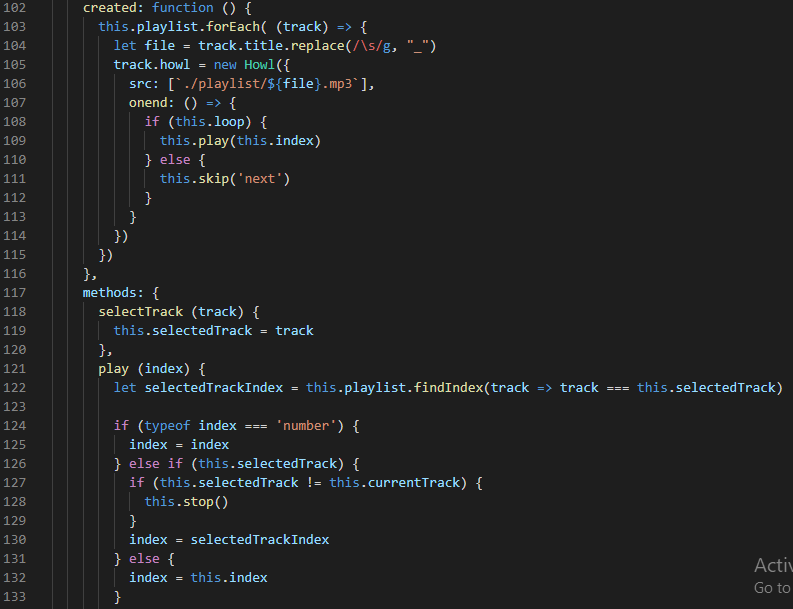 102 created: function () {
103 this.playlist.forEach( (track) => {
104 let file = track.title.replace(/\s/g, "_")
105 track.howl = new Howl({
106 src: [`./playlist/${file}.mp3`],
107 onend: () => {
108 if (this.loop) {
109 this.play(this.index)
110 } else {
111 this.skip('next')
112 }
113 }
114 })
115 })
116 },
117 methods: {
118 selectTrack (track) {
119 this.selectedTrack = track
120 },
121 play (index) {
122 let selectedTrackIndex = this.playlist.findIndex(track => track === this.selectedTrack)
123
124 if (typeof index === 'number') {
125 index = index
126 } else if (this.selectedTrack) {
127 if (this.selectedTrack != this.currentTrack) {
128 this.stop()
129 }
130 index = selectedTrackIndex
131 } else {
132 index = this.index
133 }
Activ
Go to